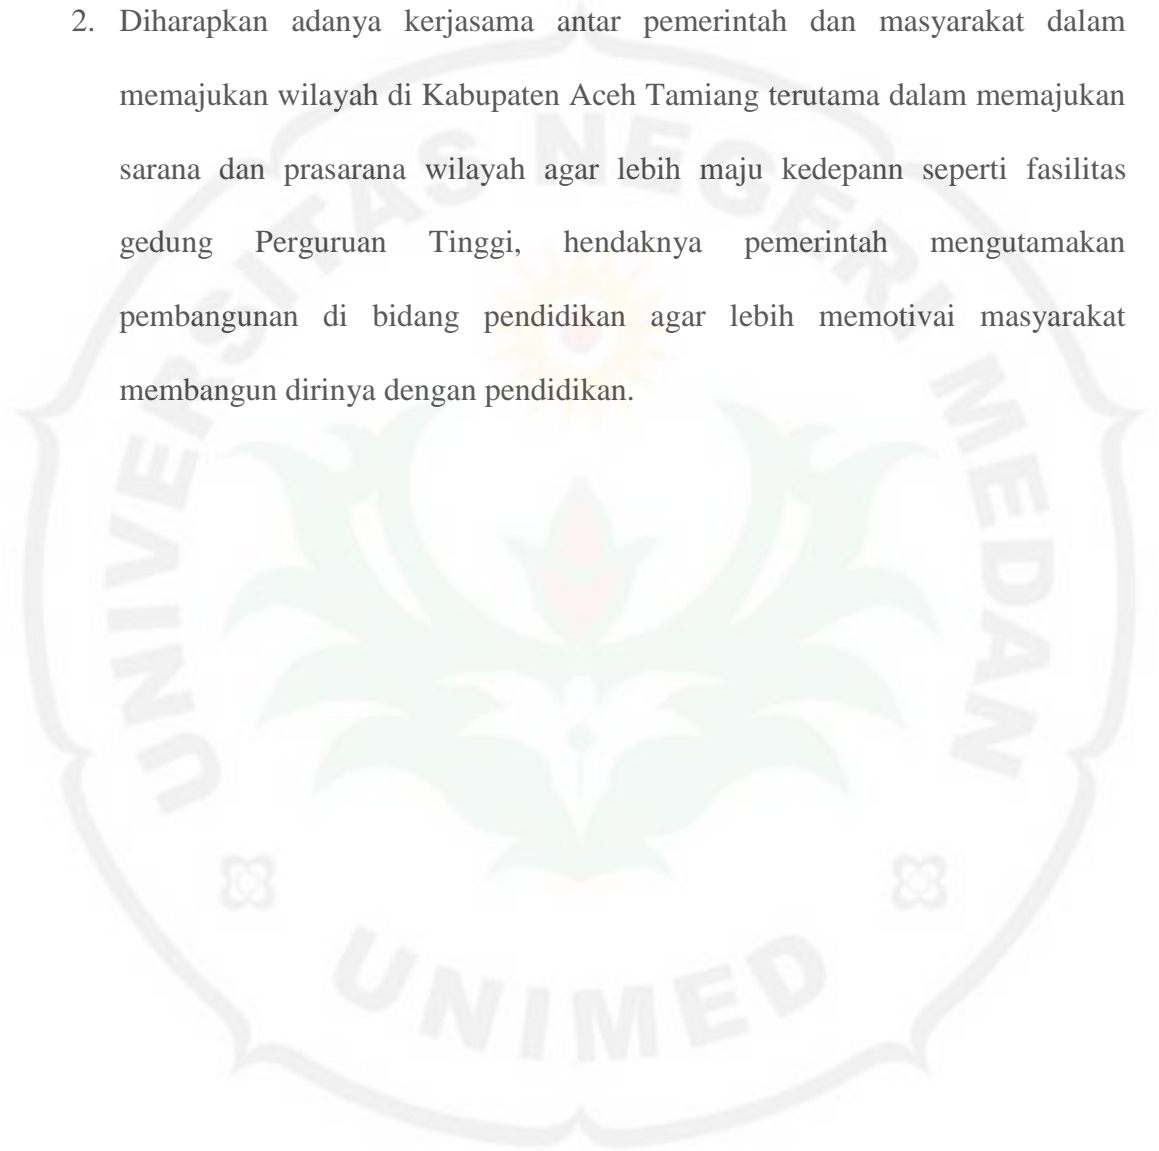 2. Diharapkan adanya kerjasama antar pemerintah dan masyarakat dalam
memajukan wilayah di Kabupaten Aceh Tamiang terutama dalam memajukan
sarana dan prasarana wilayah agar lebih maju kedepann seperti fasilitas
gedung Perguruan Tinggi, hendaknya pemerintah mengutamakan
pembangunan di bidang pendidikan agar lebih memotivai masyarakat
membangun dirinya dengan pendidikan.
UNIVERSITAS NEGERI MEDAN
UNIMED